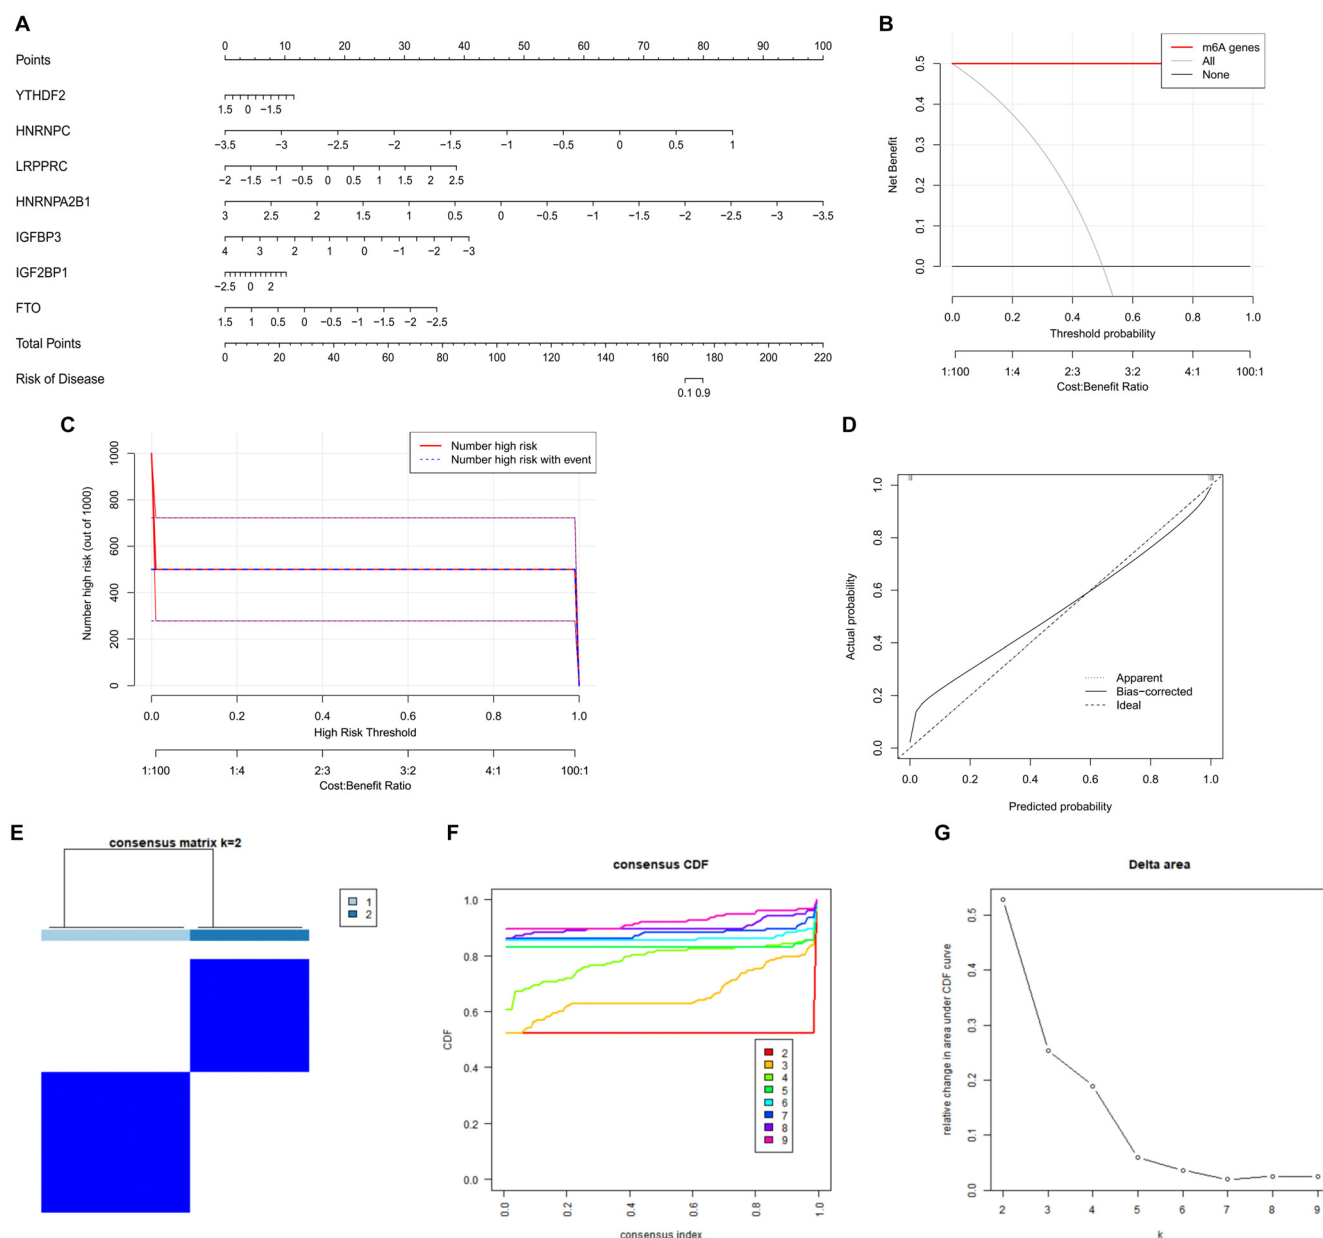 A
Points
0 10 20 30 40 50 60 70 80 90 100
YTHDF2
1.5 0 −1.5
HNRNPC
−3.5 −3 −2.5 −2 −1.5 −1 −0.5 0 0.5 1
LRPPRC
−2 −1.5 −1 −0.5 0 0.5 1 1.5 2 2.5
HNRNPA2B1
3 2.5 2 1.5 1 0.5 0 −0.5 −1 −1.5 −2 −2.5 −3 −3.5
IGFBP3
4 3 2 1 0 −1 −2 −3
IGF2BP1
−2.5 0 2
FTO
1.5 1 0.5 0 −0.5 −1 −1.5 −2 −2.5
Total Points
0 20 40 60 80 100 120 140 160 180 200 220
Risk of Disease
0.1 0.9
B
m6A genes
All
None
Net Benefit
0.5
0.4
0.3
0.2
0.1
0.0
0.0 0.2 0.4 0.6 0.8 1.0
Threshold probability
1:100 1:4 2:3 3:2 4:1 100:1
Cost:Benefit Ratio
C
Number high risk
Number high risk with event
Number high risk (out of 1000)
1000
800
600
400
200
0
0.0 0.2 0.4 0.6 0.8 1.0
High Risk Threshold
1:100 1:4 2:3 3:2 4:1 100:1
Cost:Benefit Ratio
D
Actual probability
1.0
0.8
0.6
0.4
0.2
0.0
Apparent
Bias−corrected
Ideal
0.0 0.2 0.4 0.6 0.8 1.0
Predicted probability
E
consensus matrix k=2
1
2
F
consensus CDF
CDF
1.0
0.8
0.6
0.4
0.2
0.0
2
3
4
5
6
7
8
9
0.0 0.2 0.4 0.6 0.8 1.0
consensus index
G
Delta area
relative change in area under CDF curve
0.5
0.4
0.3
0.2
0.1
0.0
2 3 4 5 6 7 8 9
k